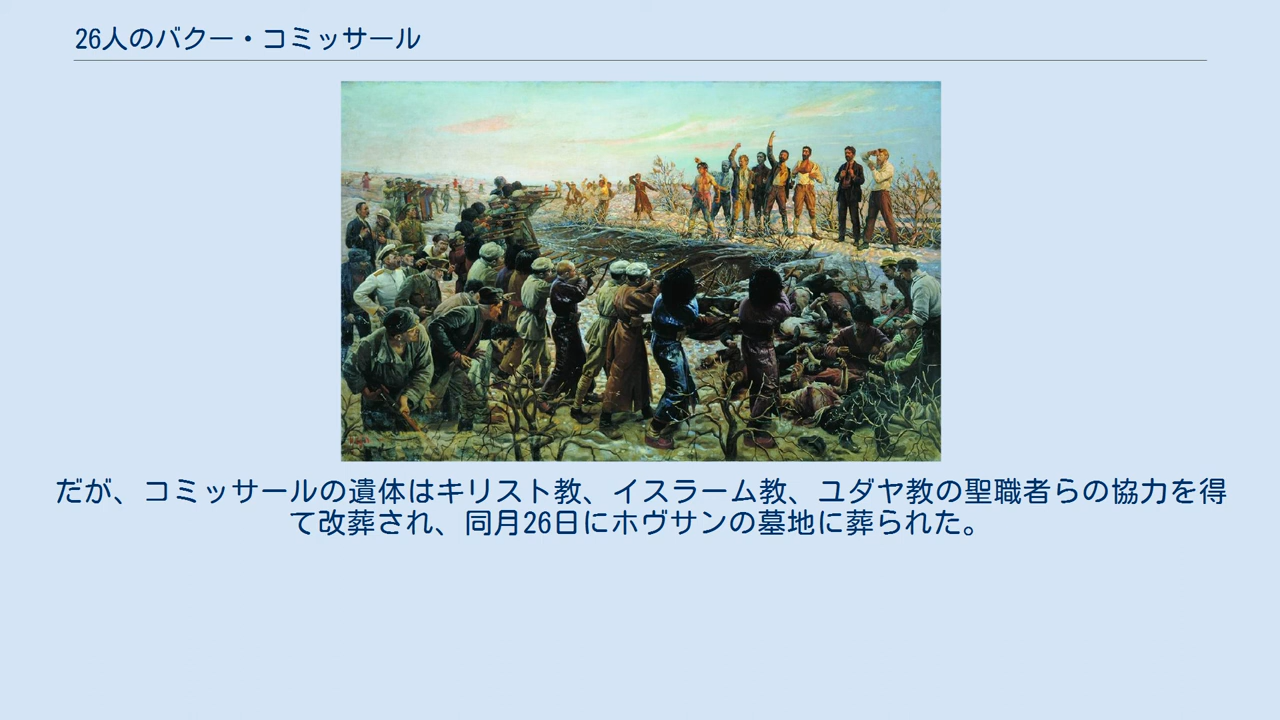 26人のバクー・コミッサール
だが、コミッサールの遺体はキリスト教、イスラーム教、ユダヤ教の聖職者らの協力を得
て改葬され、同月26日にホヴサンの墓地に葬られた。